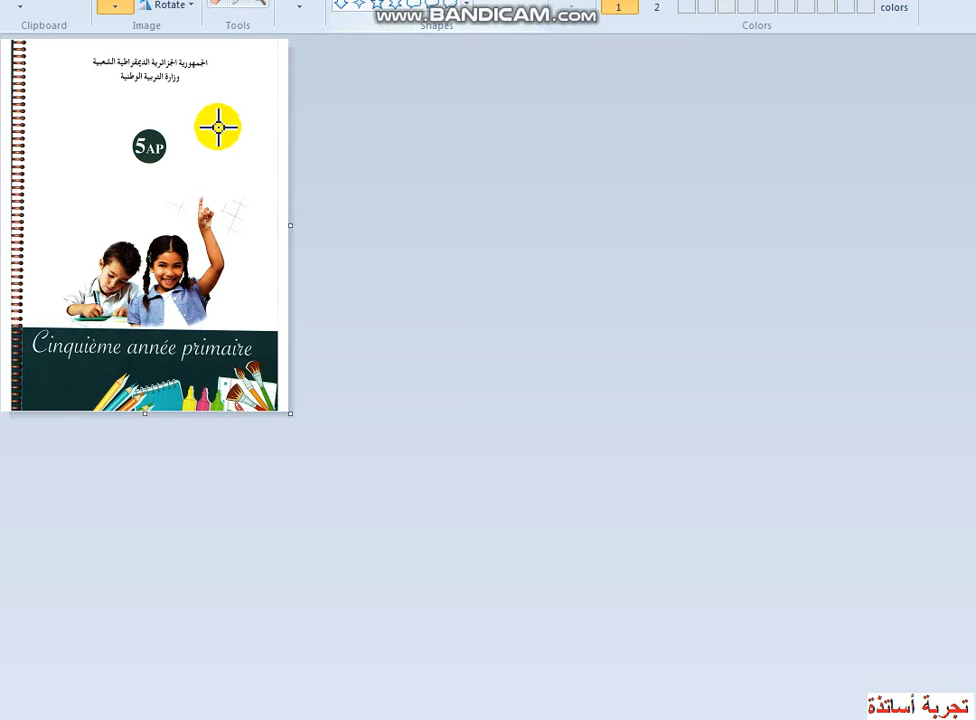 Rotate
Clipboard
Image
Tools
Shapes
1
2
colors
Colors
www.BANDICAM.com
الجمهورية الجزائرية الديمقراطية الشعبية
وزارة التربية الوطنية
5AP
Cinquième année primaire
تجربة أساتذة